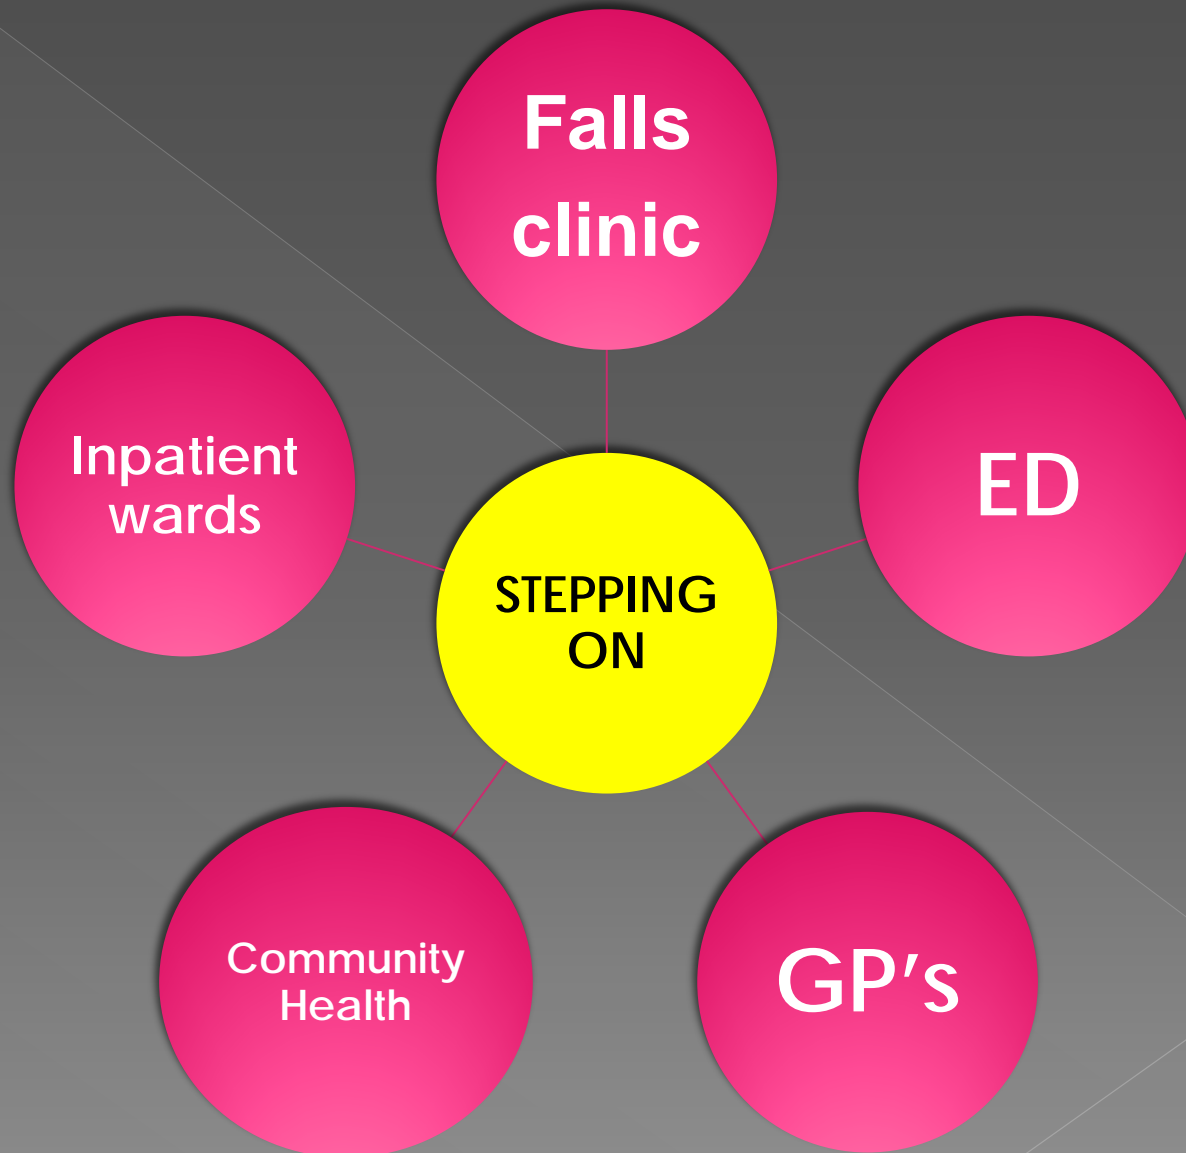 Falls
clinic
Inpatient
wards
ED
STEPPING
ON
Community
Health
GP's